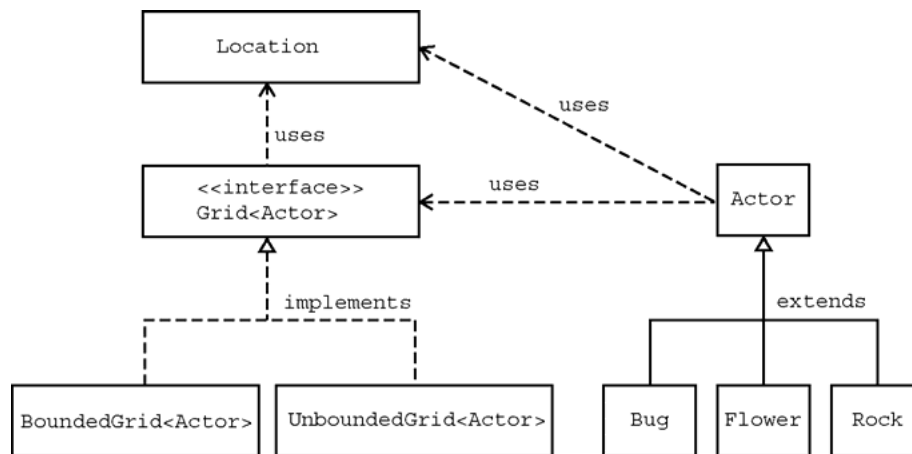 Location
uses
uses
<<interface>>
Grid<Actor>
uses
Actor
implements
extends
BoundedGrid<Actor>
UnboundedGrid<Actor>
Bug
Flower
Rock